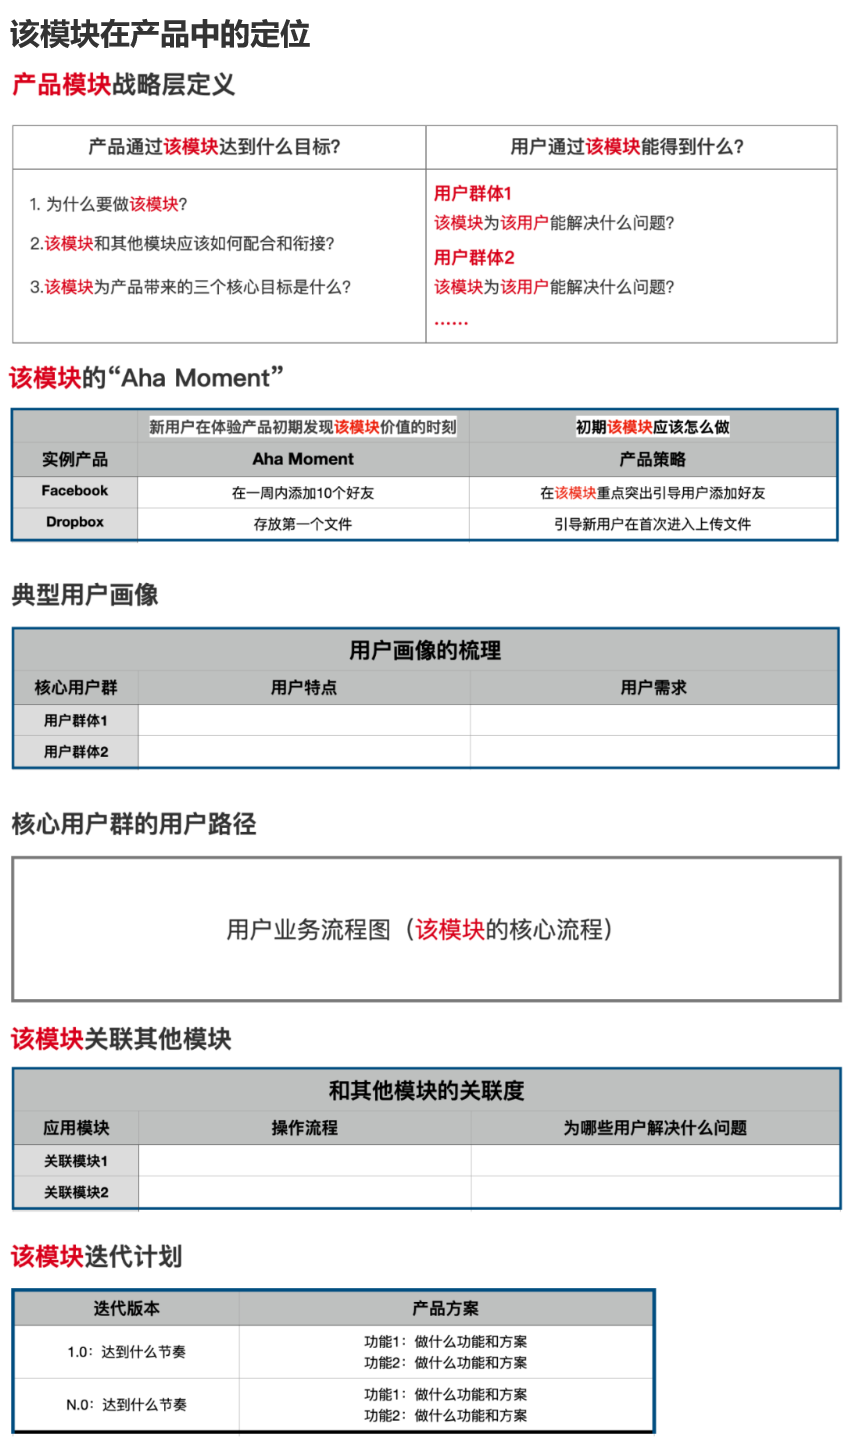 该模块在产品中的定位
产品模块战略层定义
产品通过该模块达到什么目标?
用户通过该模块能得到什么?
1. 为什么要做该模块?
2.该模块和其他模块应该如何配合和衔接?
3.该模块为产品带来的三个核心目标是什么?
用户群体1
该模块为该用户能解决什么问题?
用户群体2
该模块为该用户能解决什么问题?
……
该模块的“Aha Moment”
新用户在体验产品初期发现该模块价值的时刻
初期该模块应该怎么做
实例产品
Aha Moment
产品策略
Facebook
在一周内添加10个好友
在该模块重点突出引导用户添加好友
Dropbox
存放第一个文件
引导新用户在首次进入上传文件
典型用户画像
用户画像的梳理
核心用户群
用户特点
用户需求
用户群体1
用户群体2
核心用户群的用户路径
用户业务流程图（该模块的核心流程）
该模块关联其他模块
和其他模块的关联度
应用模块
操作流程
为哪些用户解决什么问题
关联模块1
关联模块2
该模块迭代计划
迭代版本
产品方案
1.0：达到什么节奏
功能1：做什么功能和方案
功能2：做什么功能和方案
N.0：达到什么节奏
功能1：做什么功能和方案
功能2：做什么功能和方案